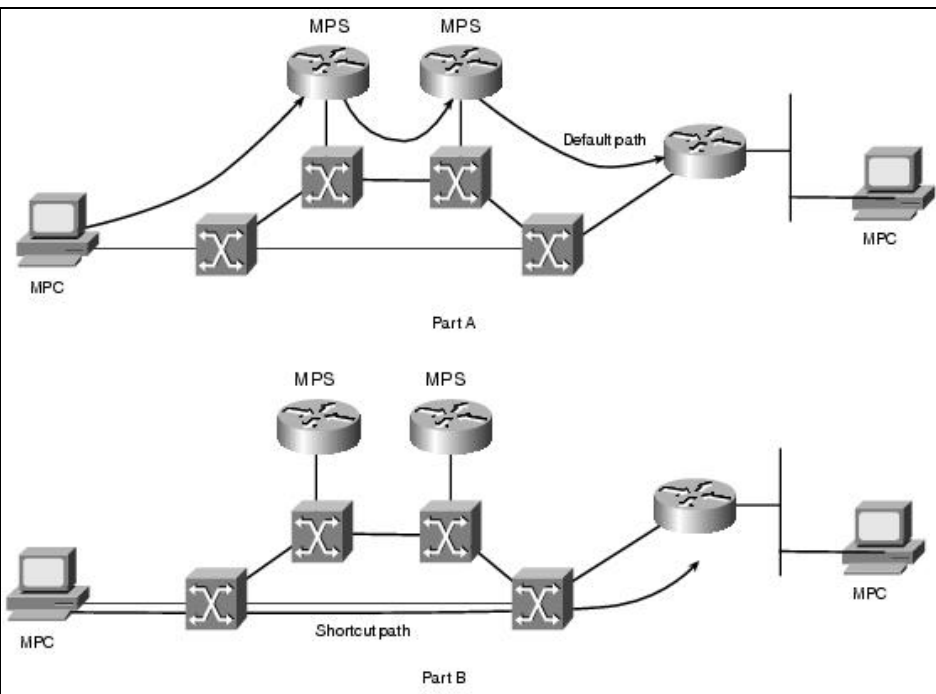 MPS MPS
Default path
MPC
MPC
Part A
MPS MPS
MPC
Shortcut path
MPC
Part B